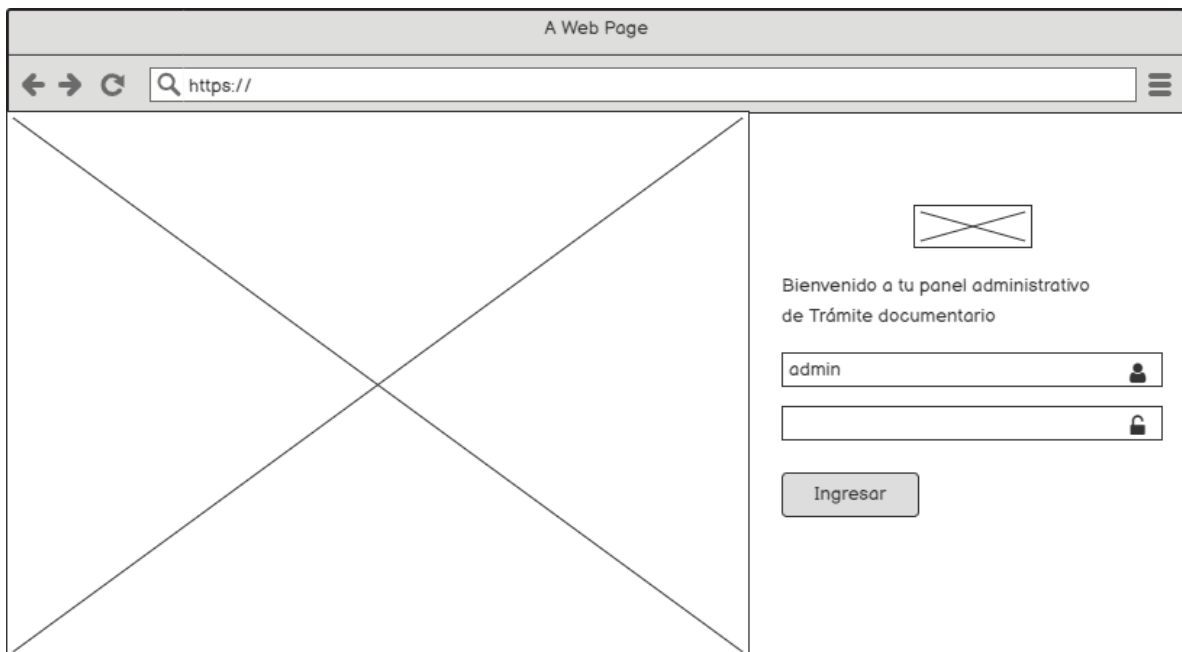 A Web Page
https://
Bienvenido a tu panel administrativo
de Trámite documentario
admin
Ingresar